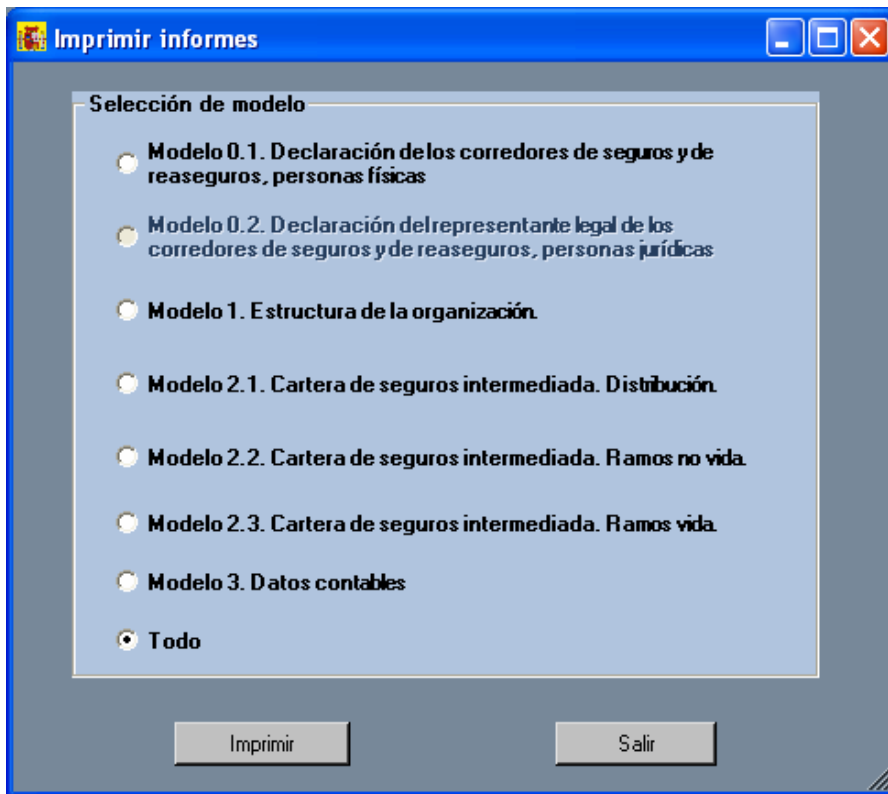 Imprimir informes
Selección de modelo
Modelo 0.1. Declaración de los corredores de seguros y de
reaseguros, personas físicas
Modelo 0.2. Declaración del representante legal de los
corredores de seguros y de reaseguros, personas jurídicas
Modelo 1. Estructura de la organización.
Modelo 2.1. Cartera de seguros intermediada. Distribución.
Modelo 2.2. Cartera de seguros intermediada. Ramos no vida.
Modelo 2.3. Cartera de seguros intermediada. Ramos vida.
Modelo 3. Datos contables
Todo
Imprimir
Salir